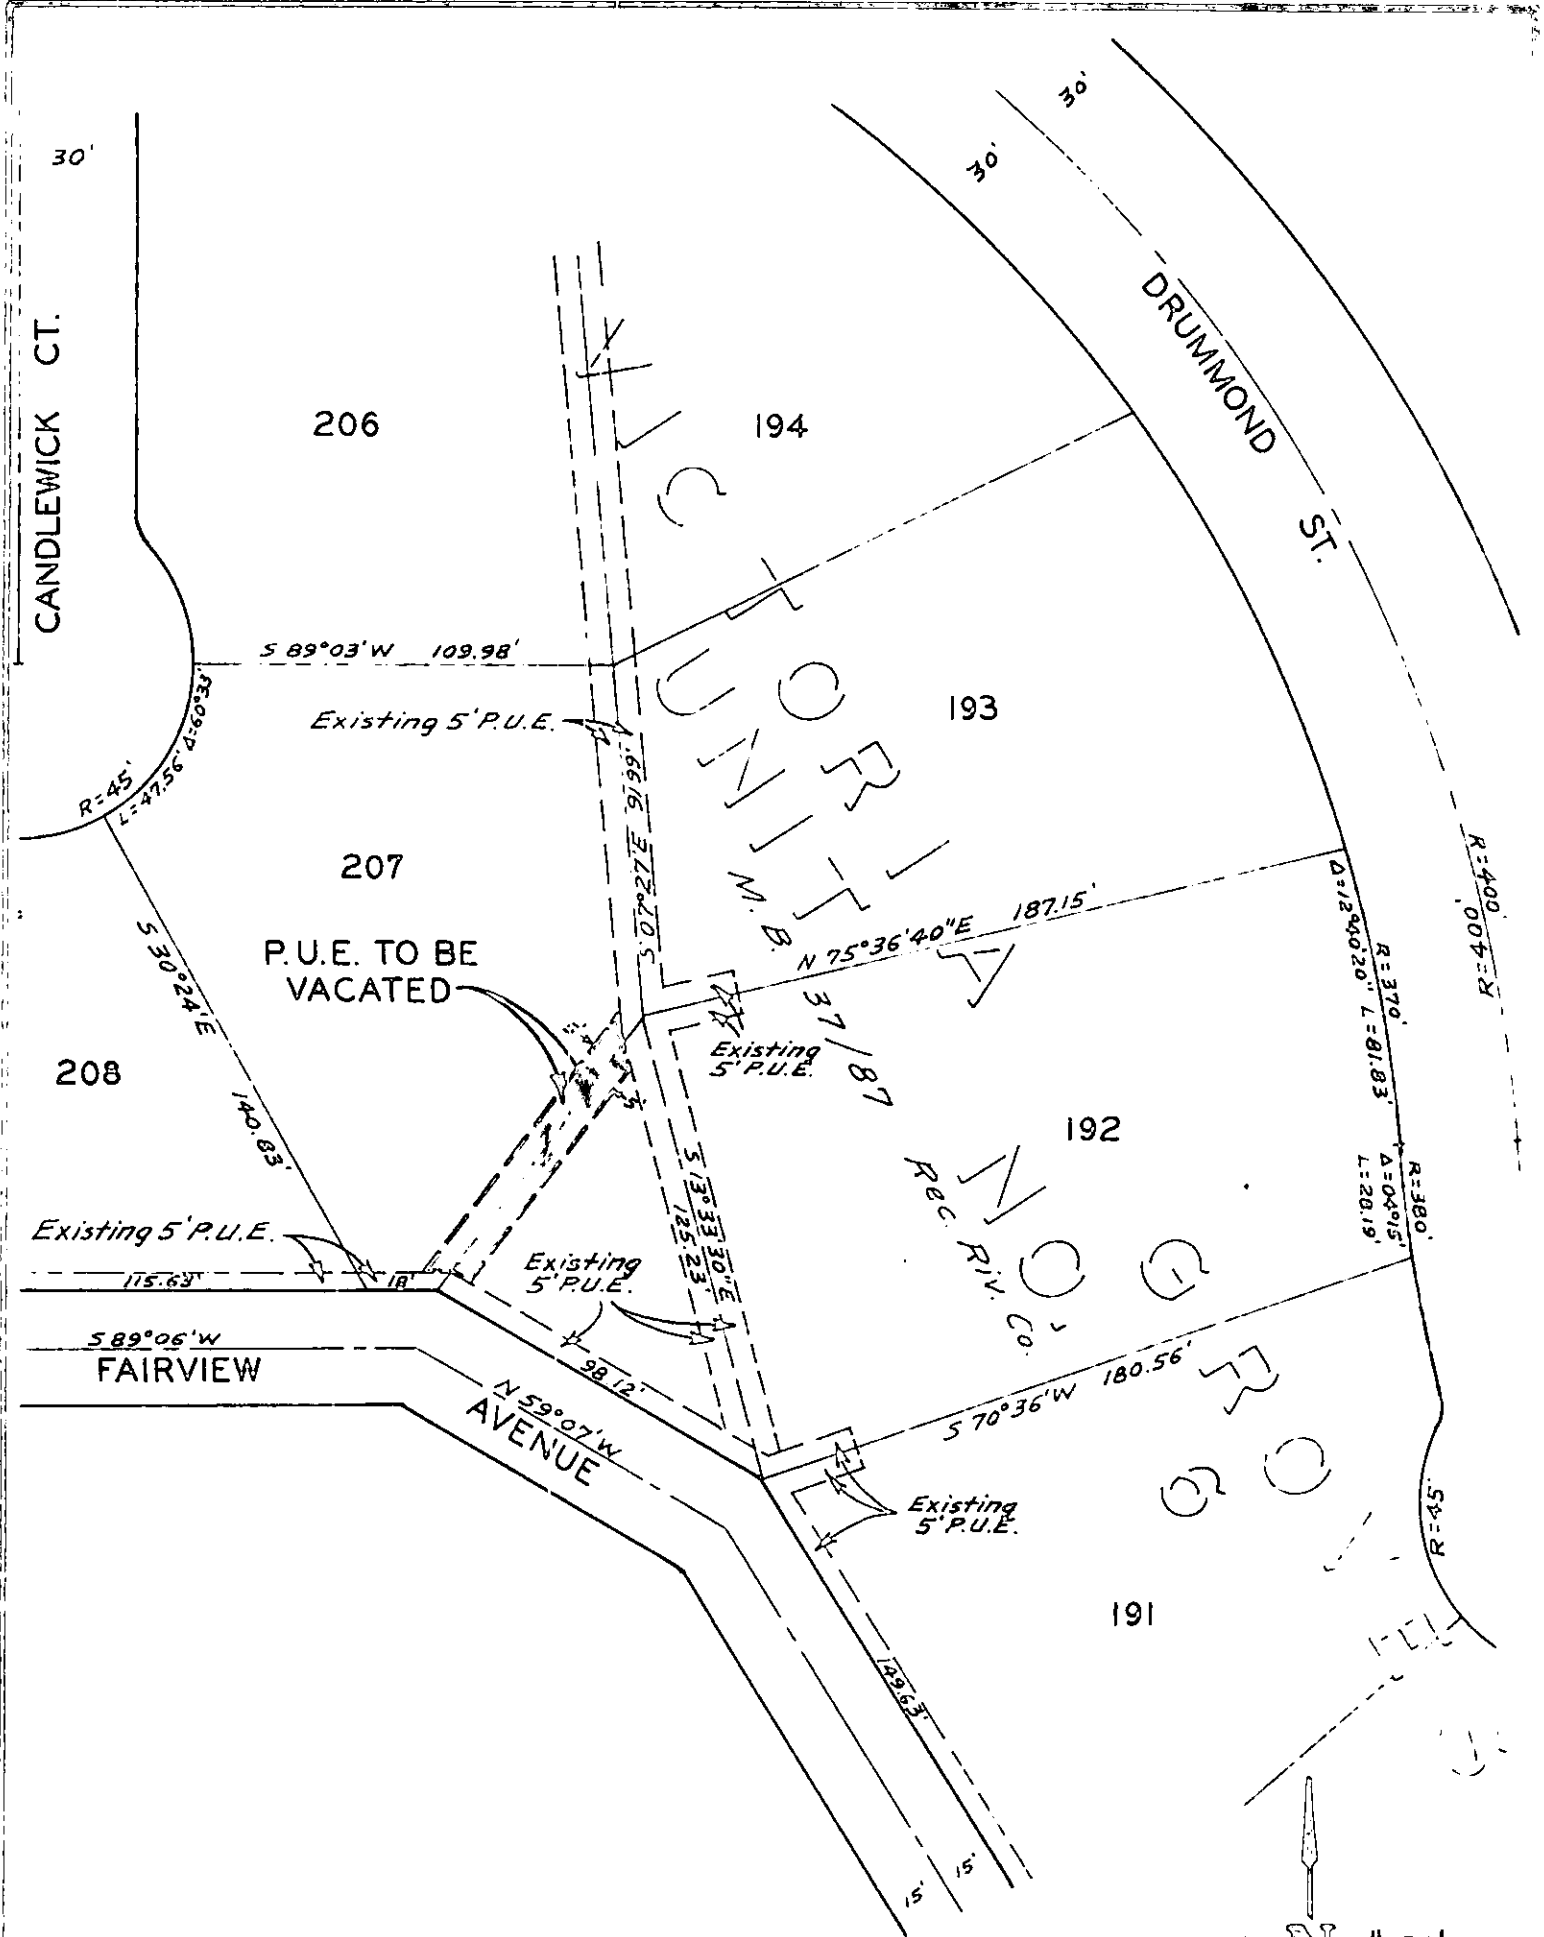 30'
30'
30'
CANDLEWICK CT.
DRUMMOND ST.
206
194
S 89°03'W 109.98'
193
Existing 5' P.U.E.
R=45'
L=47.56' Δ=60°33'
S 07°27'E 91.99'
207
VICTORIA
UNIT
M.B. 37/87 Rec. Riv. Co.
N 75°36'40"E 187.15'
R=400'
R=400'
R=370'
Δ=12°40'20" L=81.83'
P.U.E. TO BE
VACATED
S 30°24'E
140.83'
208
Existing
5' P.U.E.
192
S 13°33'30"E
125.23'
R=380'
Δ=04°15'
L=28.19'
NO. 6
GROVE
Existing 5' P.U.E.
115.63'
18'
Existing
5' P.U.E.
S 89°06'W
FAIRVIEW
98.12'
N 59°07'W
AVENUE
S 70°36'W 180.56'
Existing
5' P.U.E.
R=45'
191
149.63'
15'
15'
N